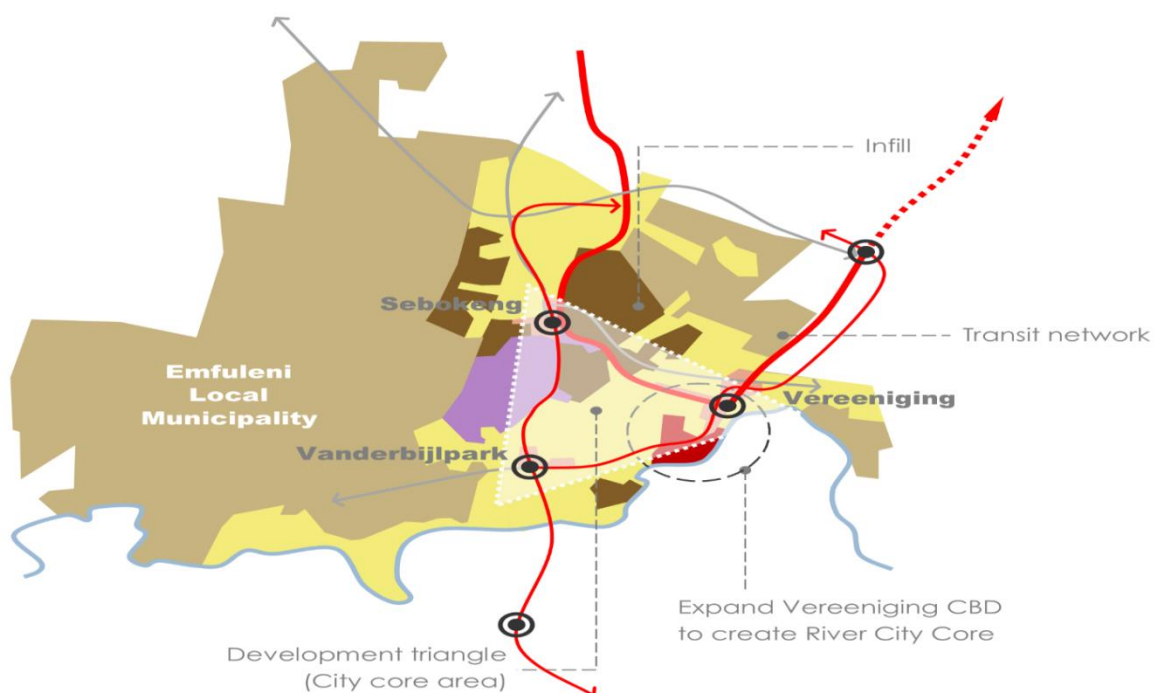 Infill
Sebokeng
Transit network
Emfuleni
Local
Municipality
Vereeniging
Vanderbijlpark
Expand Vereeniging CBD
to create River City Core
Development triangle
(City core area)